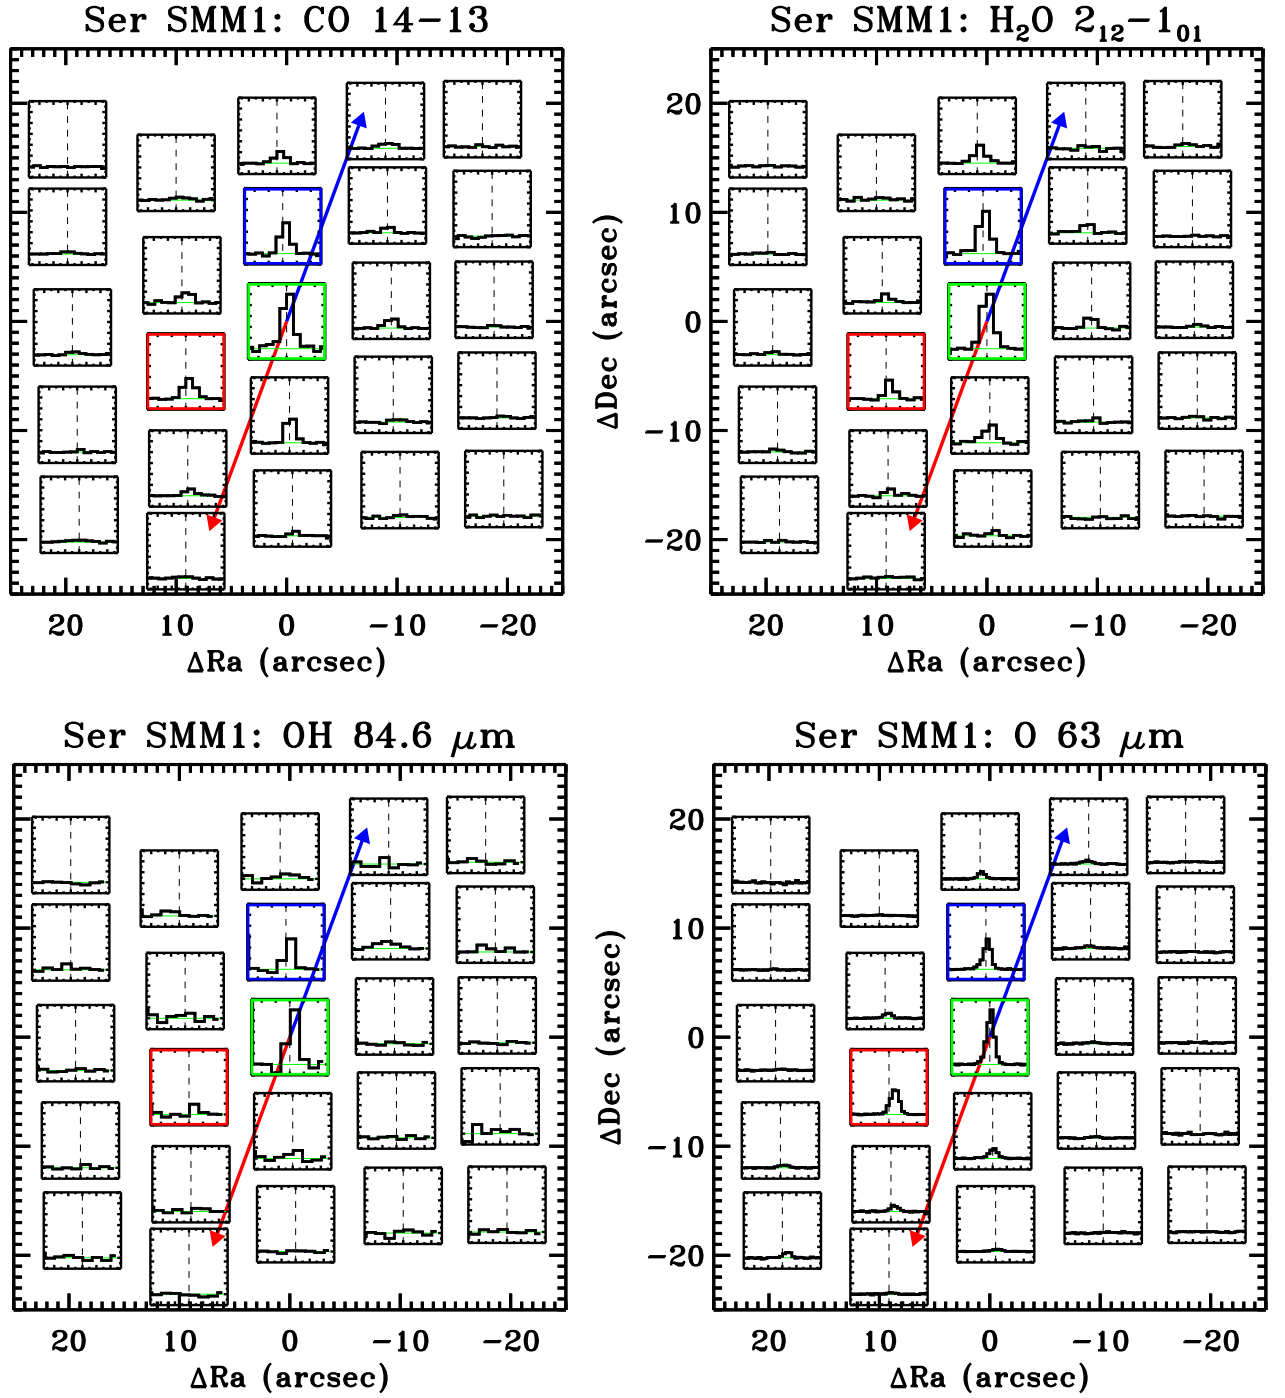 Ser SMM1: CO 14−13
Ser SMM1: H₂O 2₁₂−1₀₁
20
10
0
−10
−20
ΔDec (arcsec)
20 10 0 −10 −20
20 10 0 −10 −20
ΔRa (arcsec)
ΔRa (arcsec)
Ser SMM1: OH 84.6 μm
Ser SMM1: O 63 μm
20
10
0
−10
−20
ΔDec (arcsec)
20 10 0 −10 −20
20 10 0 −10 −20
ΔRa (arcsec)
ΔRa (arcsec)